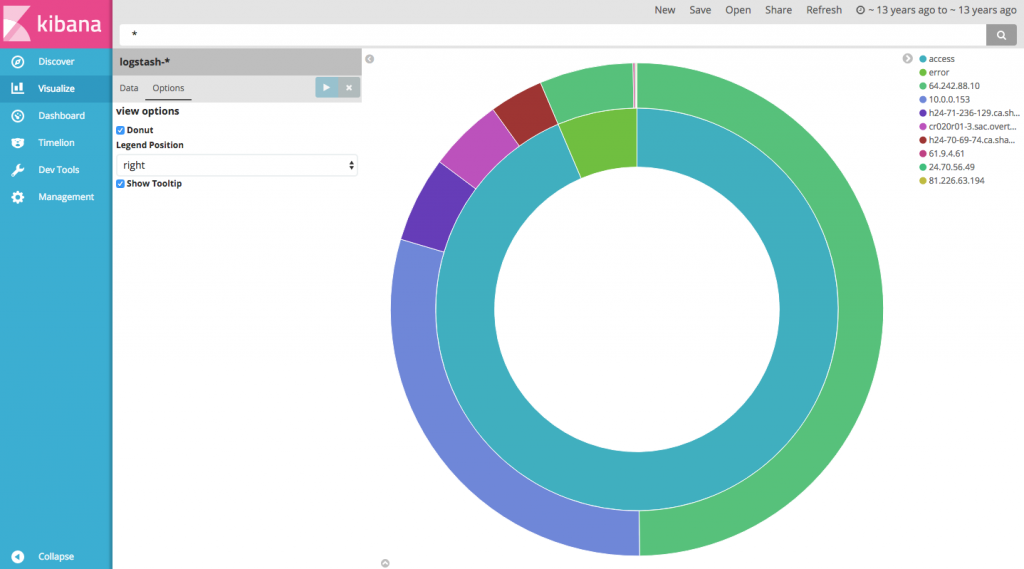 kibana
New Save Open Share Refresh ~ 13 years ago to ~ 13 years ago
*
Discover
Visualize
Dashboard
Timelion
Dev Tools
Management
Collapse
logstash-*
Data Options
view options
Donut
Legend Position
right
Show Tooltip
access
error
64.242.88.10
10.0.0.153
h24-71-236-129.ca.sh...
cr020r01-3.sac.overt...
h24-70-69-74.ca.sha...
61.9.4.61
24.70.56.49
81.226.63.194